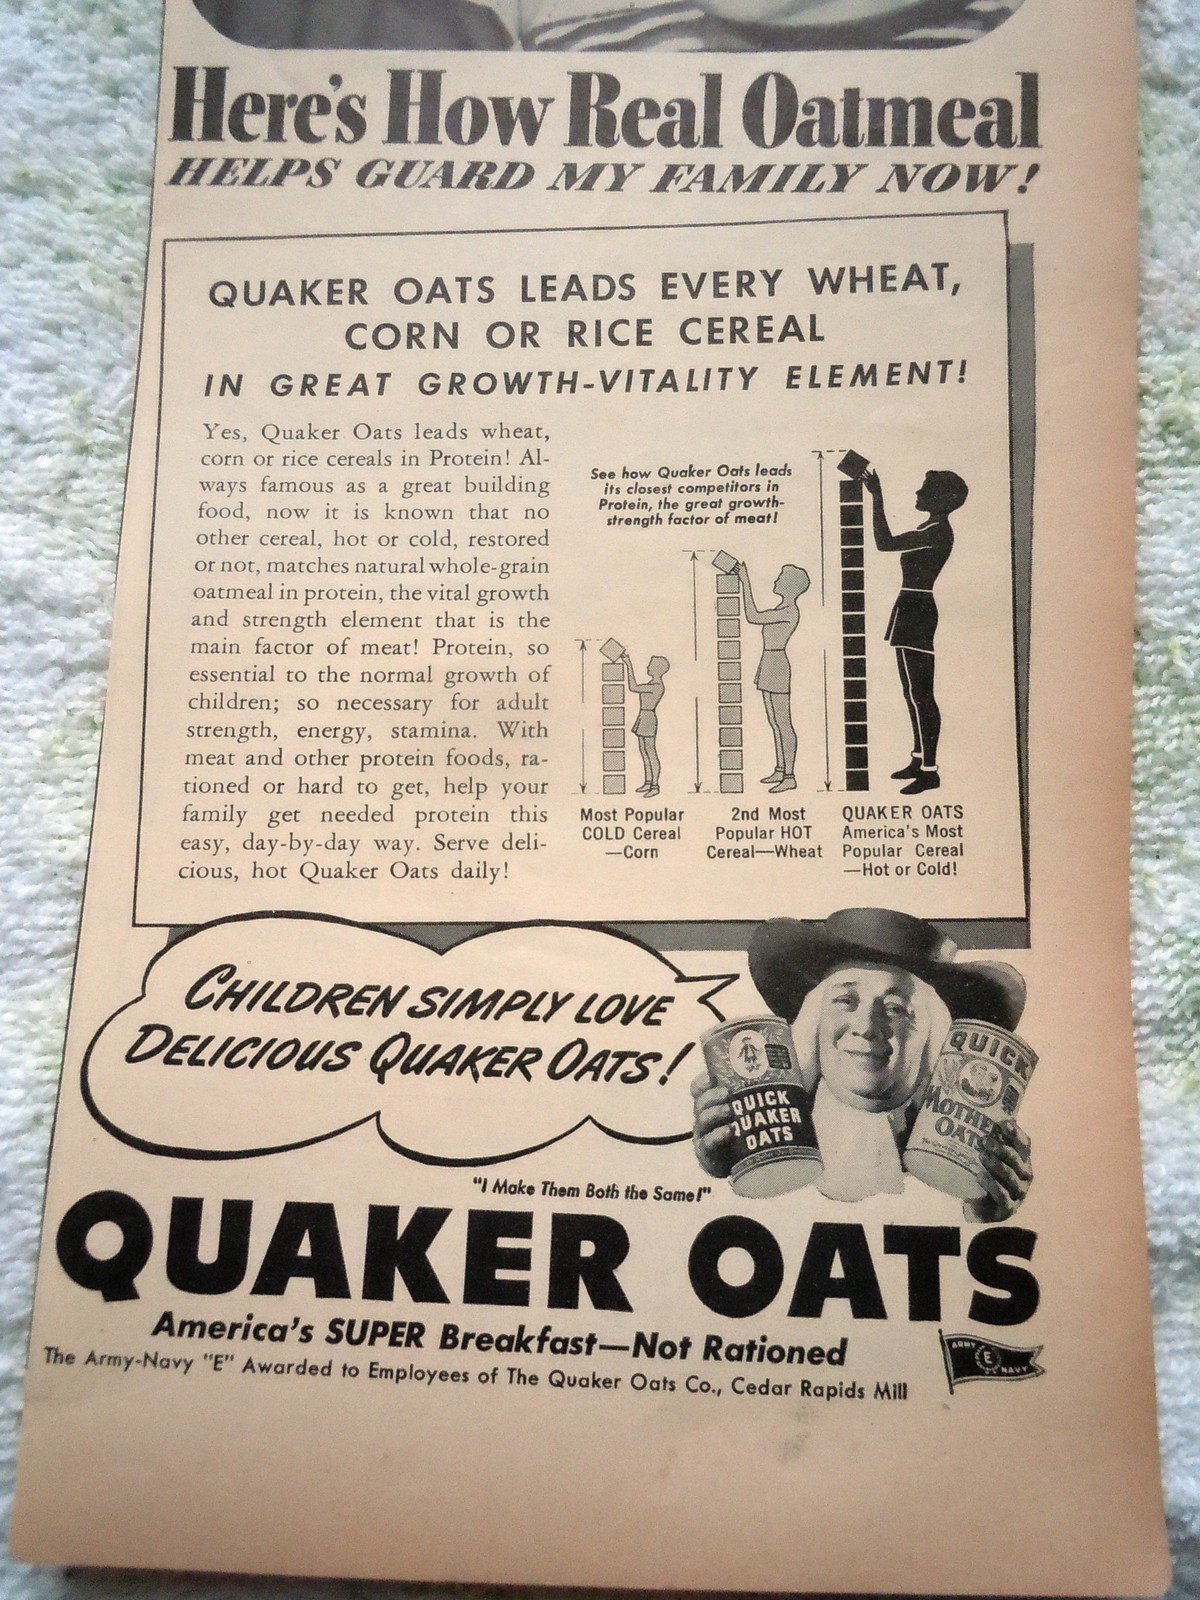 Here's How Real Oatmeal
HELPS GUARD MY FAMILY NOW!
QUAKER OATS LEADS EVERY WHEAT,
CORN OR RICE CEREAL
IN GREAT GROWTH-VITALITY ELEMENT!
Yes, Quaker Oats leads wheat,
corn or rice cereals in Protein! Al-
ways famous as a great building
food, now it is known that no
other cereal, hot or cold, restored
or not, matches natural whole-grain
oatmeal in protein, the vital growth
and strength element that is the
main factor of meat! Protein, so
essential to the normal growth of
children; so necessary for adult
strength, energy, stamina. With
meat and other protein foods, ra-
tioned or hard to get, help your
family get needed protein this
easy, day-by-day way. Serve deli-
cious, hot Quaker Oats daily!
See how Quaker Oats leads
its closest competitors in
Protein, the great growth-
strength factor of meat!
Most Popular
COLD Cereal
—Corn
2nd Most
Popular HOT
Cereal—Wheat
QUAKER OATS
America's Most
Popular Cereal
—Hot or Cold!
CHILDREN SIMPLY LOVE
DELICIOUS QUAKER OATS!
QUICK
QUAKER
OATS
QUICK
MOTHER'S
OATS
"I Make Them Both the Same!"
QUAKER OATS
America's SUPER Breakfast—Not Rationed
The Army-Navy "E" Awarded to Employees of The Quaker Oats Co., Cedar Rapids Mill
ARMY
E
NAVY